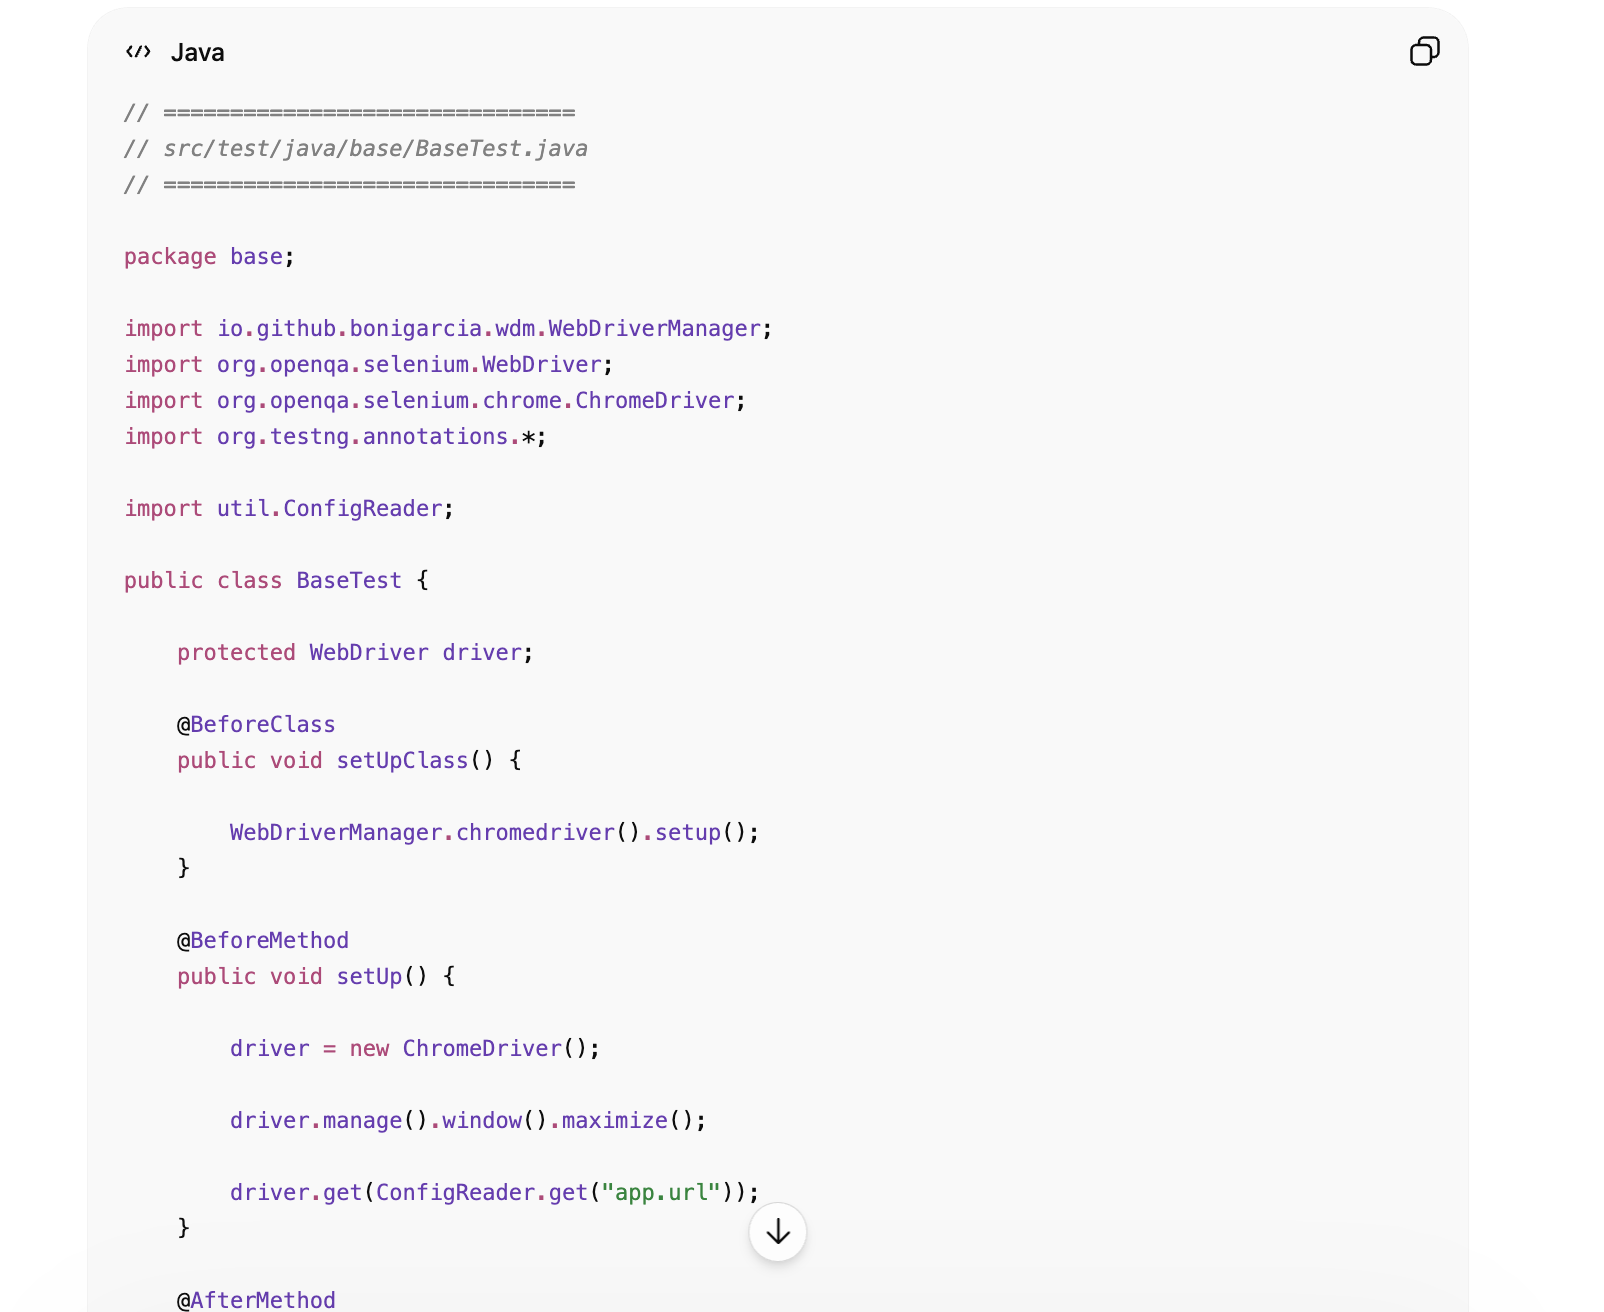 Java
// ===============================
// src/test/java/base/BaseTest.java
// ===============================
package base;
import io.github.bonigarcia.wdm.WebDriverManager;
import org.openqa.selenium.WebDriver;
import org.openqa.selenium.chrome.ChromeDriver;
import org.testng.annotations.*;
import util.ConfigReader;
public class BaseTest {
    protected WebDriver driver;
    @BeforeClass
    public void setUpClass() {
        WebDriverManager.chromedriver().setup();
    }
    @BeforeMethod
    public void setUp() {
        driver = new ChromeDriver();
        driver.manage().window().maximize();
        driver.get(ConfigReader.get("app.url"));
    }
    @AfterMethod